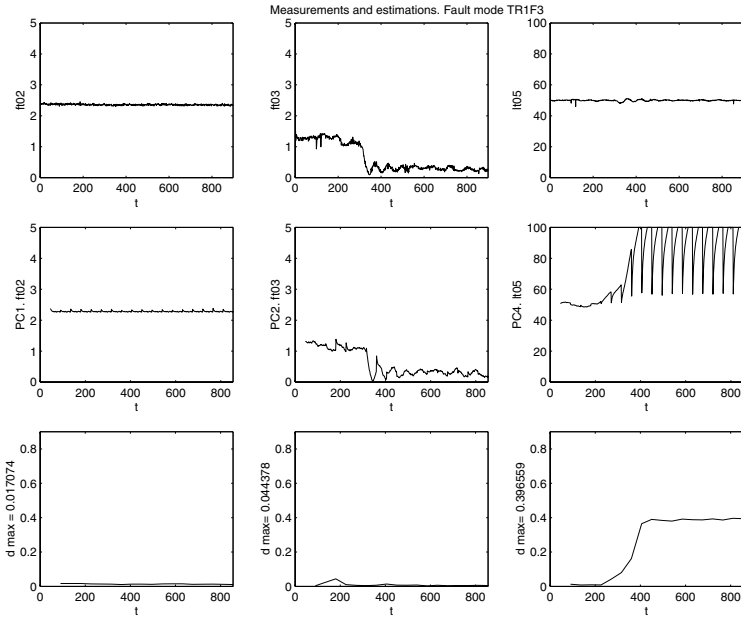 Measurements and estimations. Fault mode TR1F3
5
4
3
2
1
0
ft02
0 200 400 600 800
t
5
4
3
2
1
0
ft03
0 200 400 600 800
t
100
80
60
40
20
0
lt05
0 200 400 600 800
t
5
4
3
2
1
0
PC1. ft02
0 200 400 600 800
t
5
4
3
2
1
0
PC2. ft03
0 200 400 600 800
t
100
80
60
40
20
0
PC4. lt05
0 200 400 600 800
t
0.8
0.6
0.4
0.2
0
d max = 0.017074
0 200 400 600 800
t
0.8
0.6
0.4
0.2
0
d max= 0.044378
0 200 400 600 800
t
0.8
0.6
0.4
0.2
0
d max= 0.396559
0 200 400 600 800
t